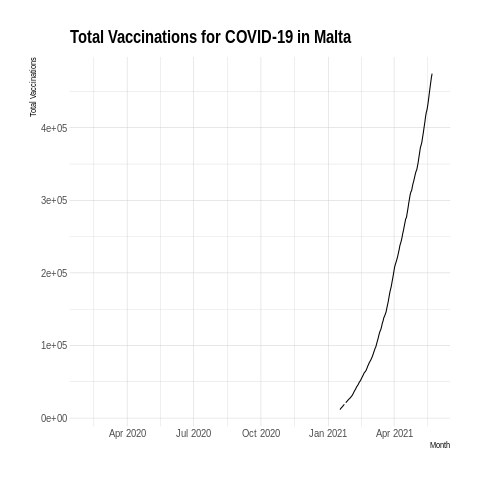 Total Vaccinations for COVID-19 in Malta
Total Vaccinations
4e+05
3e+05
2e+05
1e+05
0e+00
Apr 2020 Jul 2020 Oct 2020 Jan 2021 Apr 2021
Month